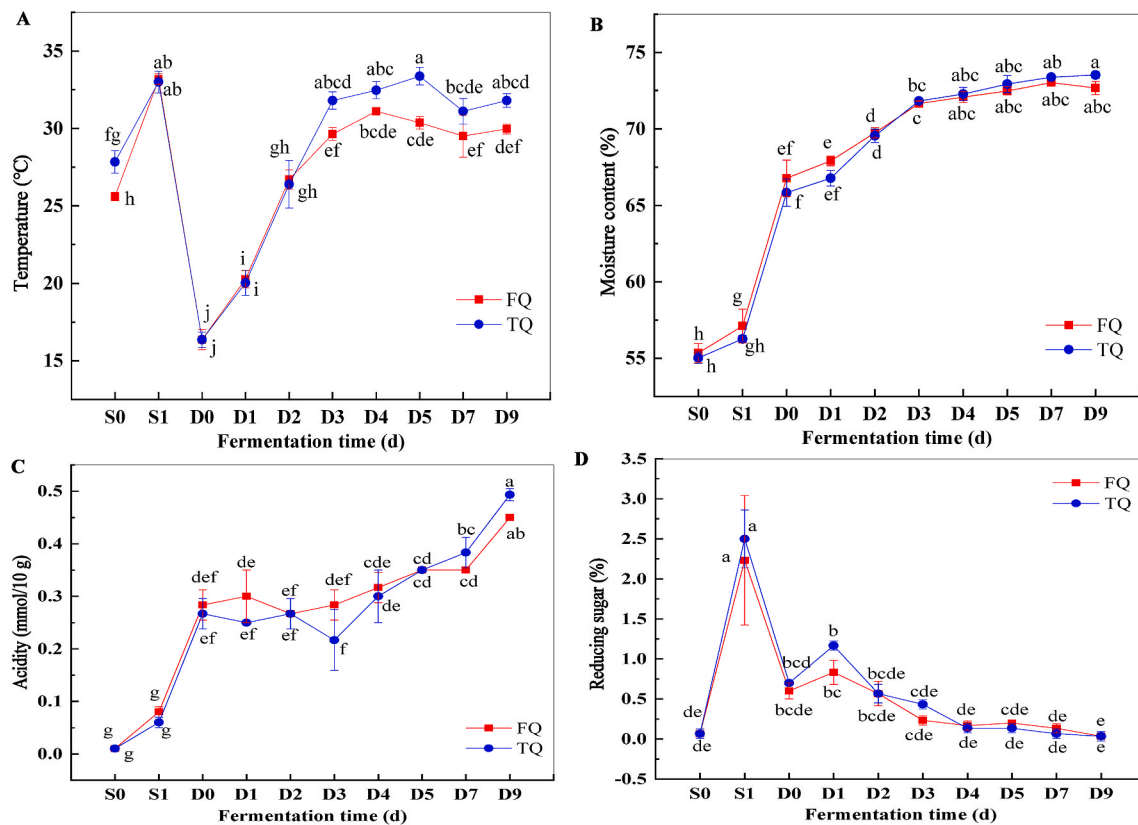 A
Temperature (℃)
35
30
25
20
15
fg
h
ab
ab
j
j
i
i
gh
gh
abcd
ef
abc
bcde
a
cde
bcde
ef
abcd
def
FQ
TQ
S0 S1 D0 D1 D2 D3 D4 D5 D7 D9
Fermentation time (d)
B
Moisture content (%)
75
70
65
60
55
h
h
g
gh
ef
f
e
ef
d
d
bc
c
abc
abc
abc
abc
ab
abc
a
abc
FQ
TQ
S0 S1 D0 D1 D2 D3 D4 D5 D7 D9
Fermentation time (d)
C
Acidity (mmol/10 g)
0.5
0.4
0.3
0.2
0.1
0.0
g
g
g
g
def
ef
de
ef
ef
ef
def
f
cde
de
cd
cd
bc
cd
a
ab
FQ
TQ
S0 S1 D0 D1 D2 D3 D4 D5 D7 D9
Fermentation time (d)
D
Reducing sugar (%)
3.5
3.0
2.5
2.0
1.5
1.0
0.5
0.0
-0.5
de
de
a
a
bcd
bcde
b
bc
bcd
bcde
cde
cde
de
de
cde
de
de
de
e
e
FQ
TQ
S0 S1 D0 D1 D2 D3 D4 D5 D7 D9
Fermentation time (d)